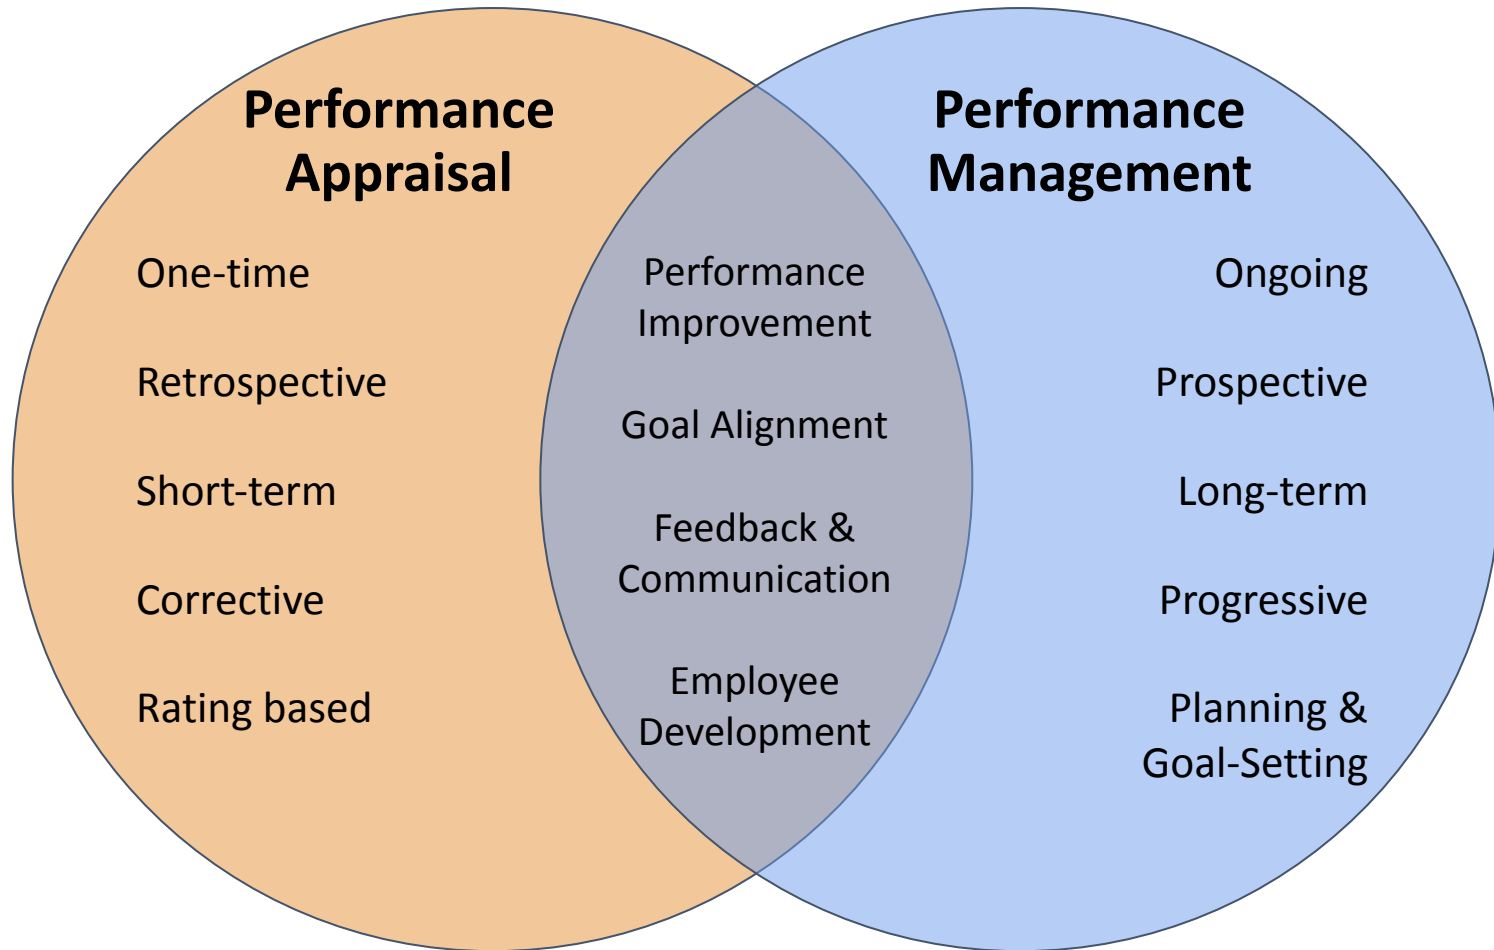 Performance
Appraisal
One-time
Retrospective
Short-term
Corrective
Rating based
Performance
Improvement
Goal Alignment
Feedback &
Communication
Employee
Development
Performance
Management
Ongoing
Prospective
Long-term
Progressive
Planning &
Goal-Setting